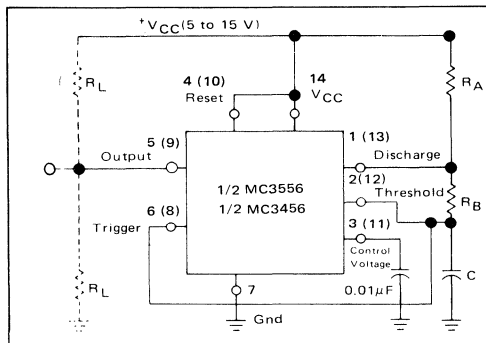 +VCC(5 to 15 V)
RL
4 (10)
Reset
14
VCC
RA
5 (9)
Output
1 (13)
Discharge
1/2 MC3556
1/2 MC3456
2(12)
Threshold
RB
6 (8)
Trigger
3 (11)
Control
Voltage
C
RL
7
0.01µF
Gnd